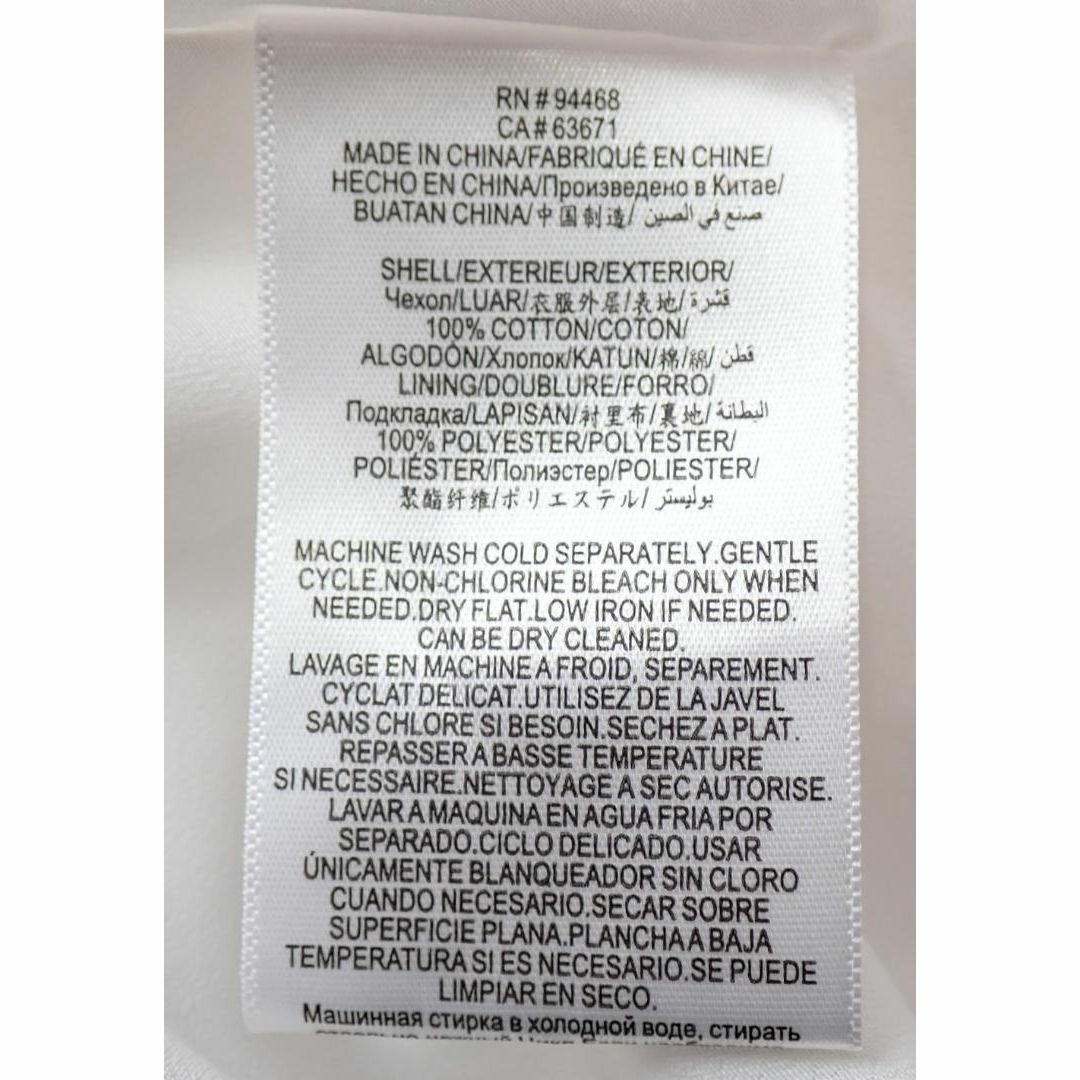 RN # 94468
CA # 63671
MADE IN CHINA/FABRIQUÉ EN CHINE/
HECHO EN CHINA/Произведено в Китае/
BUATAN CHINA/中国制造/ صنع في الصين
SHELL/EXTERIEUR/EXTERIOR/
Чехол/LUAR/衣服外层/表地/ قشرة
100% COTTON/COTON/
ALGODÓN/Хлопок/KATUN/棉/綿/ قطن
LINING/DOUBLURE/FORRO/
Подкладка/LAPISAN/衬里布/裏地/ البطانة
100% POLYESTER/POLYESTER/
POLIÉSTER/Полиэстер/POLIESTER/
聚酯纤维/ポリエステル/ بوليستر
MACHINE WASH COLD SEPARATELY.GENTLE
CYCLE.NON-CHLORINE BLEACH ONLY WHEN
NEEDED.DRY FLAT.LOW IRON IF NEEDED.
CAN BE DRY CLEANED.
LAVAGE EN MACHINE A FROID, SEPAREMENT.
CYCLAT DELICAT.UTILISEZ DE LA JAVEL
SANS CHLORE SI BESOIN.SECHEZ A PLAT.
REPASSER A BASSE TEMPERATURE
SI NECESSAIRE.NETTOYAGE A SEC AUTORISE.
LAVAR A MAQUINA EN AGUA FRIA POR
SEPARADO.CICLO DELICADO.USAR
ÚNICAMENTE BLANQUEADOR SIN CLORO
CUANDO NECESARIO.SECAR SOBRE
SUPERFICIE PLANA.PLANCHA A BAJA
TEMPERATURA SI ES NECESARIO.SE PUEDE
LIMPIAR EN SECO.
Машинная стирка в холодной воде, стирать